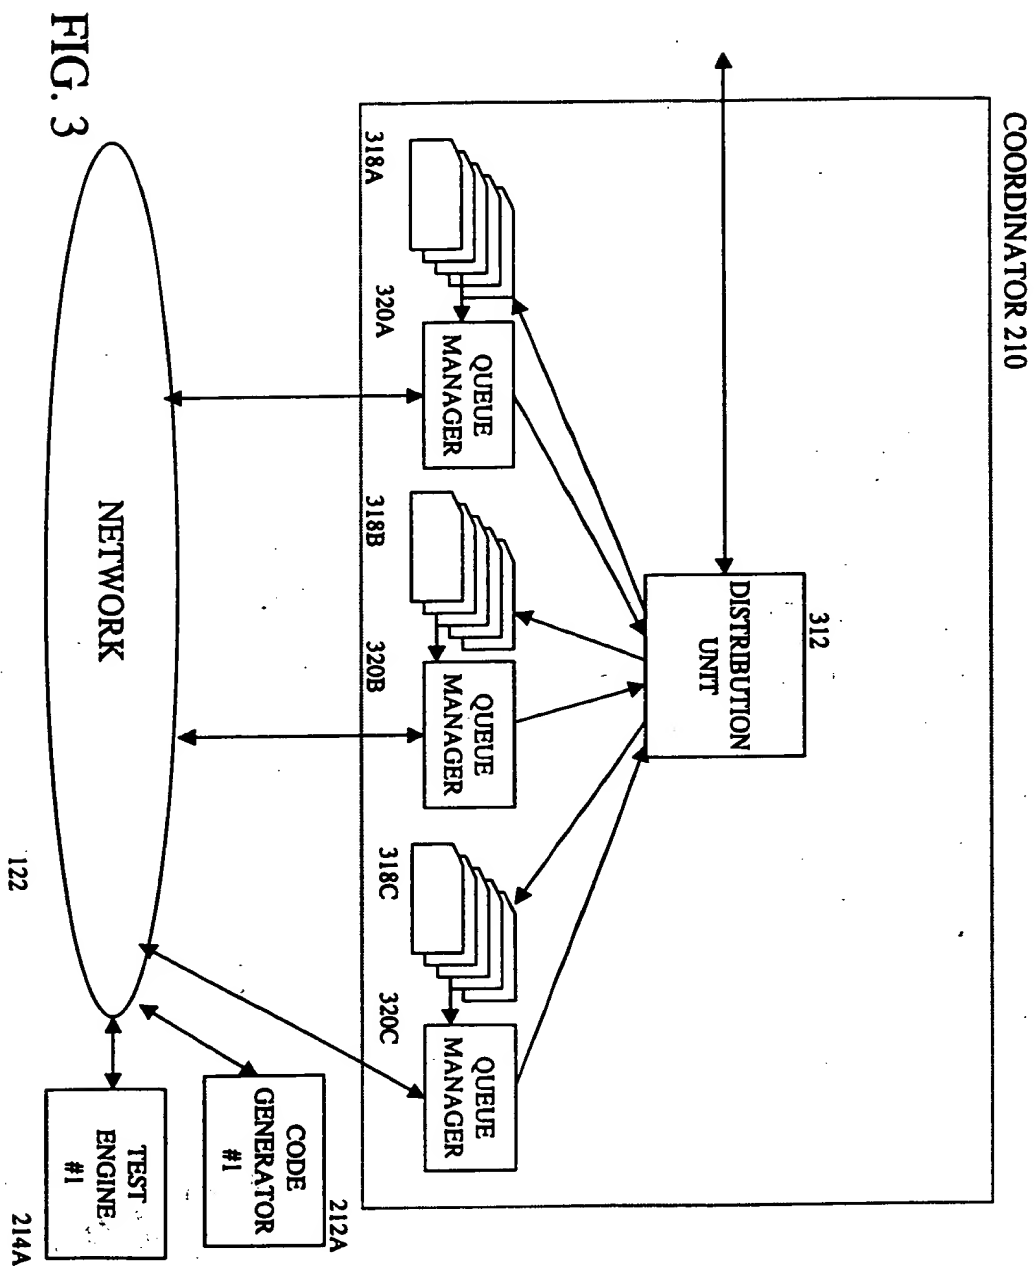 COORDINATOR 210
312
DISTRIBUTION
UNIT
318A
320A
QUEUE
MANAGER
318B
320B
QUEUE
MANAGER
318C
320C
QUEUE
MANAGER
NETWORK
122
CODE
GENERATOR
#1
212A
TEST
ENGINE
#1
214A
FIG. 3